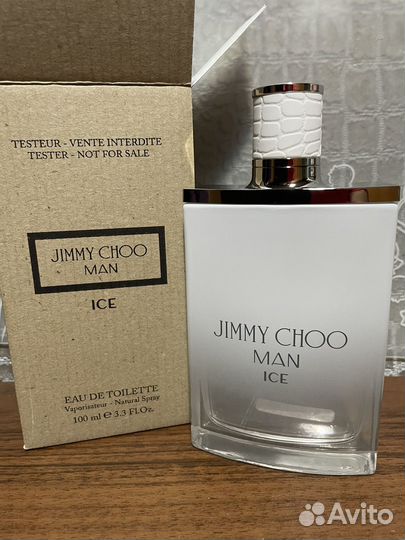 TESTEUR - VENTE INTERDITE
TESTER - NOT FOR SALE
JIMMY CHOO
MAN
ICE
EAU DE TOILETTE
Vaporisateur - Natural Spray
100 ml e 3.3 Fl.Oz.
JIMMY CHOO
MAN
ICE
Avito